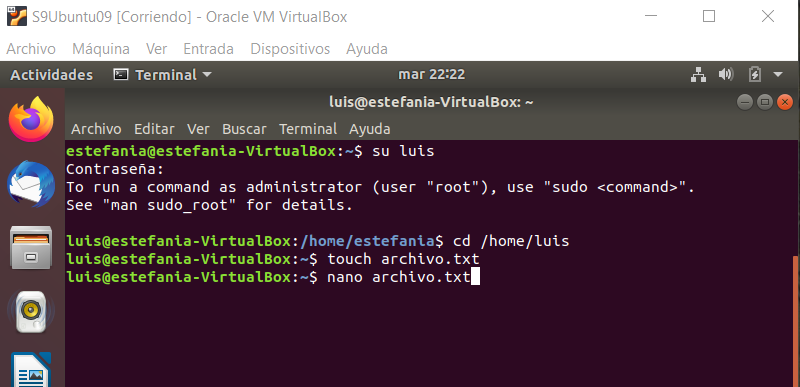 S9Ubuntu09 [Corriendo] - Oracle VM VirtualBox
Archivo Máquina Ver Entrada Dispositivos Ayuda
Actividades Terminal mar 22:22
luis@estefania-VirtualBox: ~
Archivo Editar Ver Buscar Terminal Ayuda
estefania@estefania-VirtualBox:~$ su luis
Contraseña:
To run a command as administrator (user "root"), use "sudo <command>".
See "man sudo_root" for details.
luis@estefania-VirtualBox:/home/estefania$ cd /home/luis
luis@estefania-VirtualBox:~$ touch archivo.txt
luis@estefania-VirtualBox:~$ nano archivo.txt